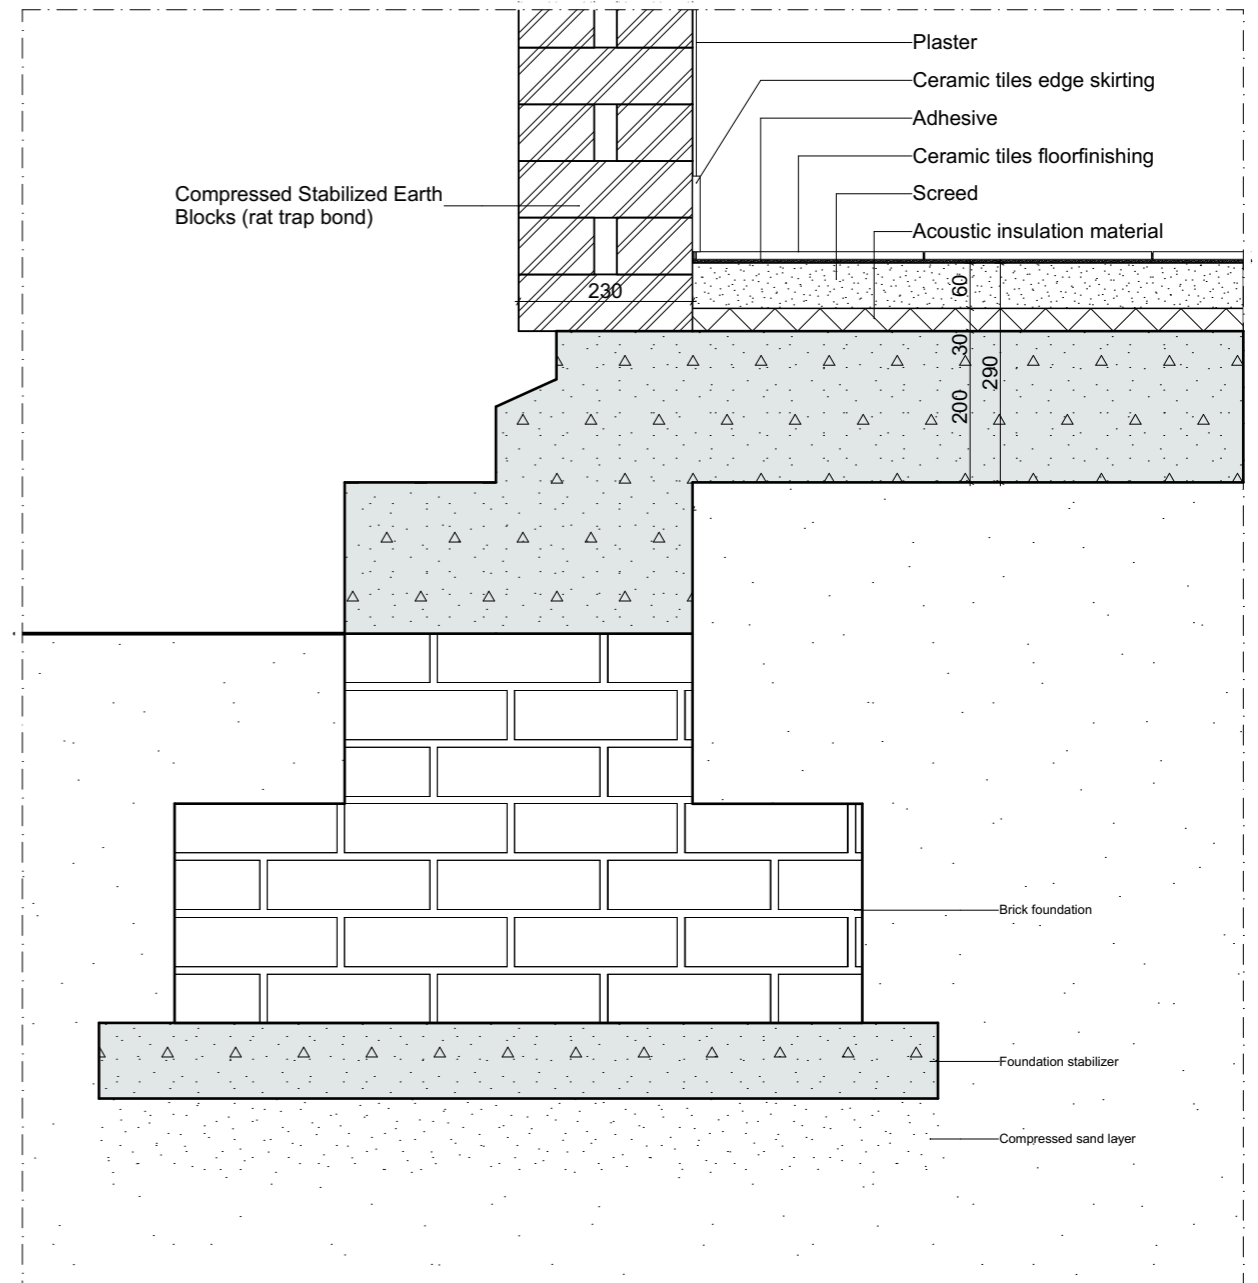 Plaster
Ceramic tiles edge skirting
Adhesive
Ceramic tiles floorfinishing
Compressed Stabilized Earth
Blocks (rat trap bond)
Screed
Acoustic insulation material
230
60
30
290
200
Brick foundation
Foundation stabilizer
Compressed sand layer